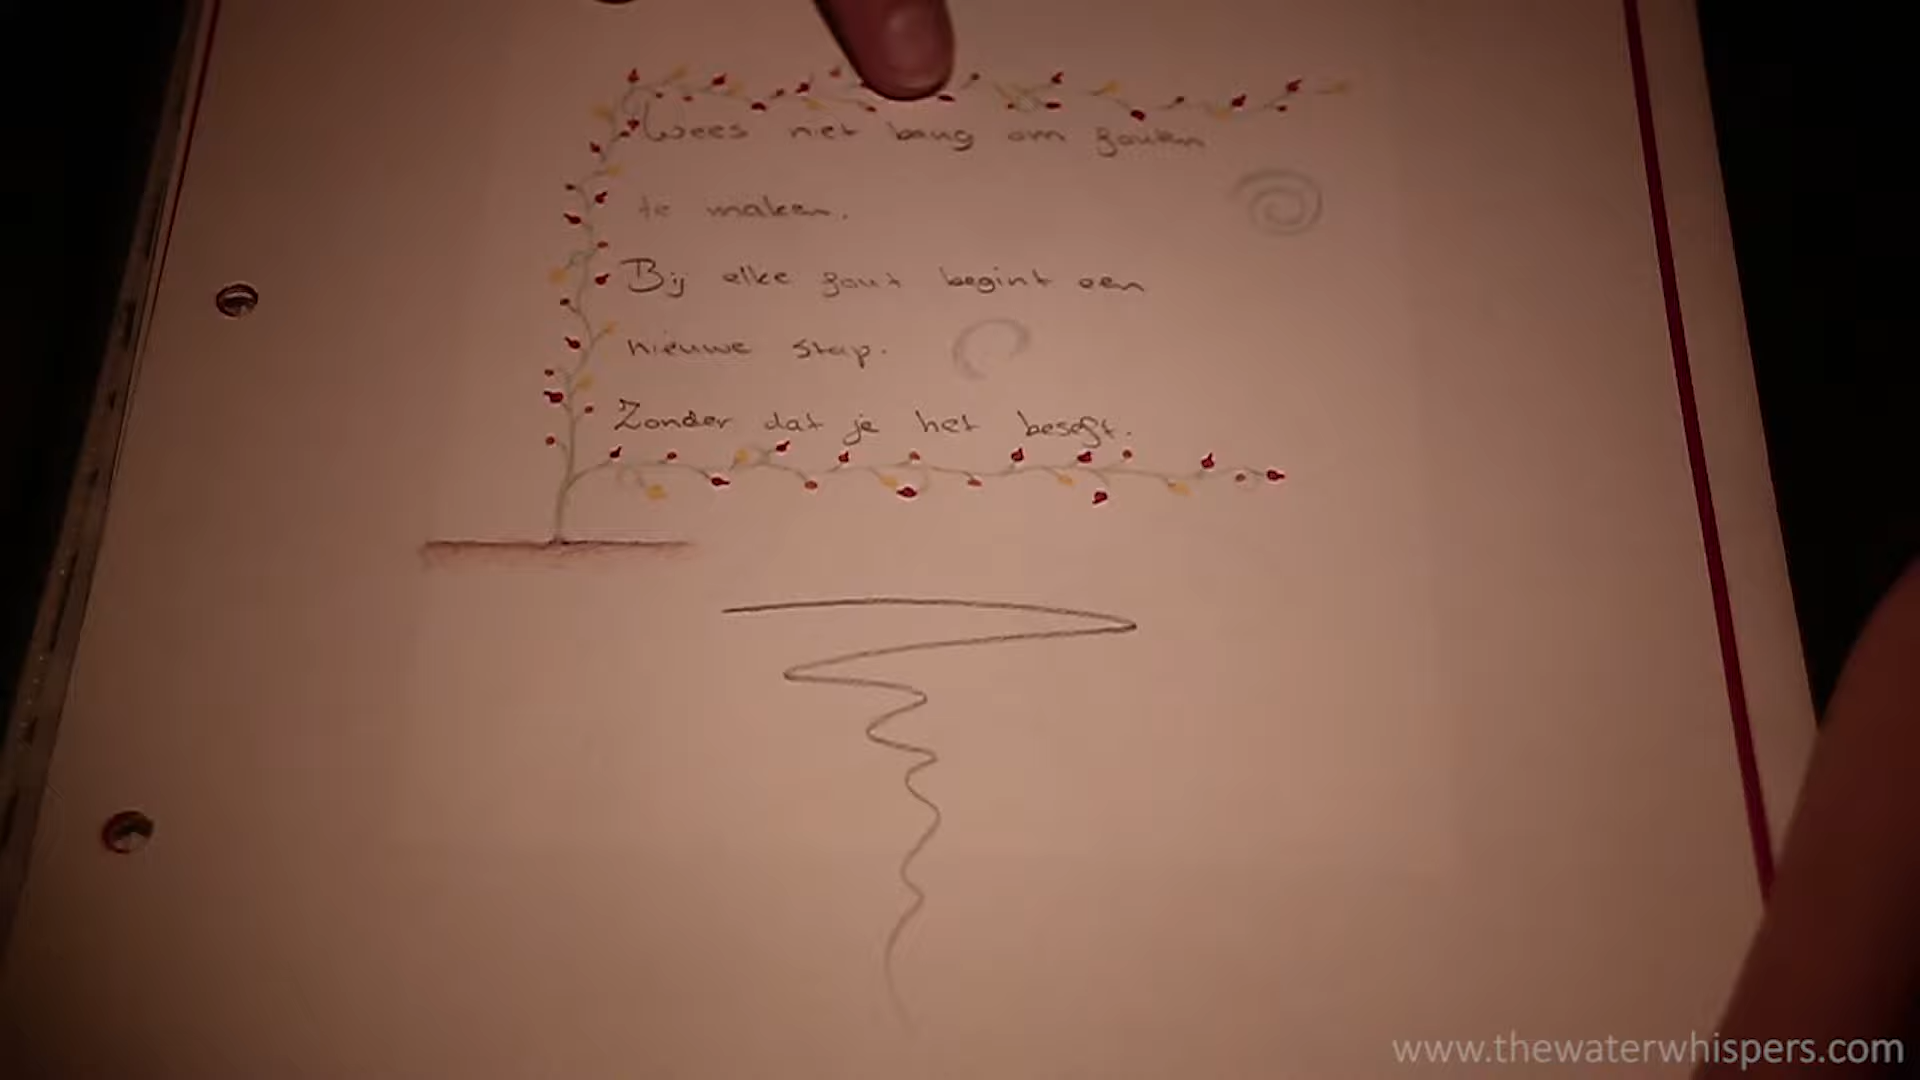 Wees niet bang om fouten
te maken.
Bij elke fout begint een
nieuwe stap.
Zonder dat je het beseft.
www.thewaterwhispers.com